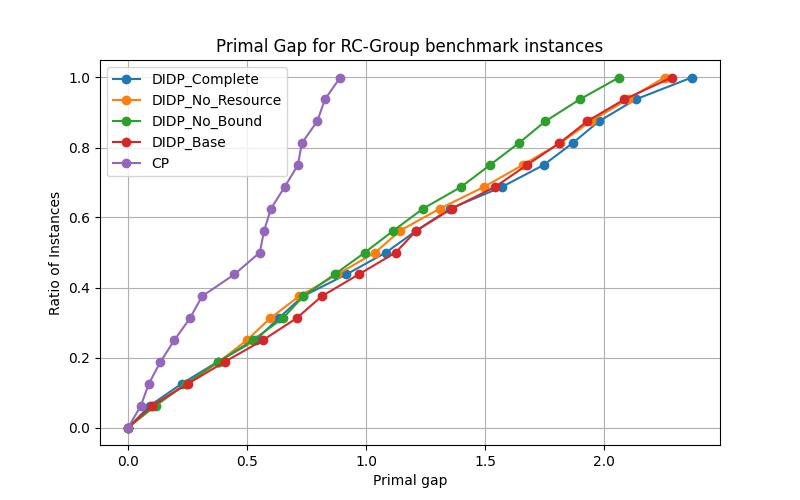 Primal Gap for RC-Group benchmark instances
DIDP_Complete
DIDP_No_Resource
DIDP_No_Bound
DIDP_Base
CP
Ratio of Instances
1.0
0.8
0.6
0.4
0.2
0.0
0.0 0.5 1.0 1.5 2.0
Primal gap